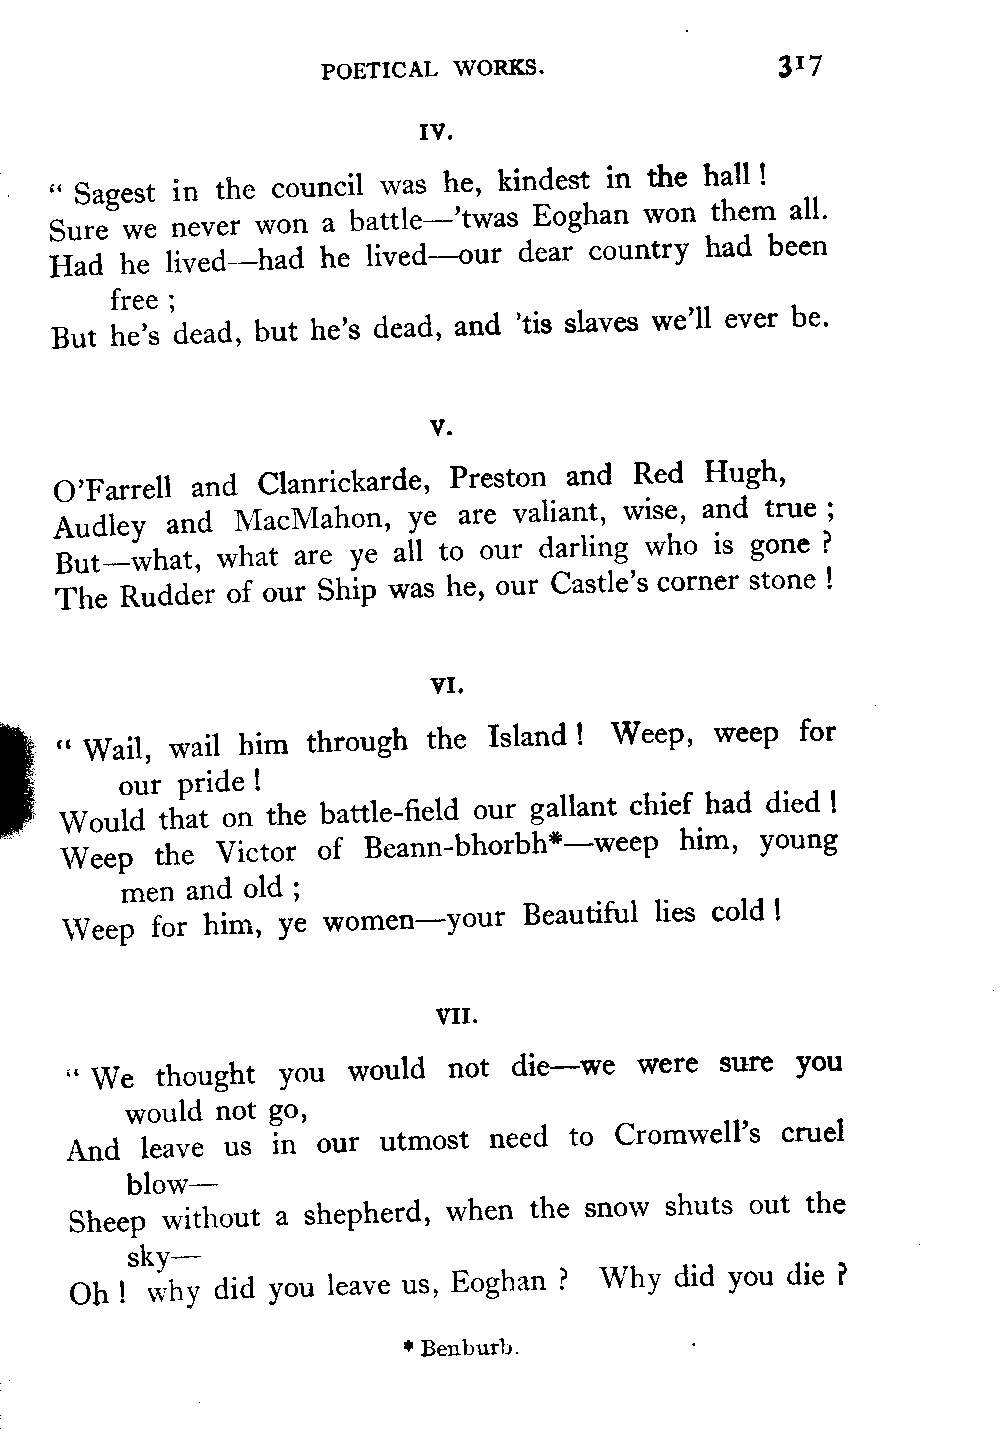 POETICAL WORKS. 317
IV.
“ Sagest in the council was he, kindest in the hall !
Sure we never won a battle—’twas Eoghan won them all.
Had he lived—had he lived—our dear country had been
free ;
But he’s dead, but he’s dead, and ’tis slaves we’ll ever be.
V.
O’Farrell and Clanrickarde, Preston and Red Hugh,
Audley and MacMahon, ye are valiant, wise, and true ;
But—what, what are ye all to our darling who is gone ?
The Rudder of our Ship was he, our Castle’s corner stone !
VI.
“ Wail, wail him through the Island ! Weep, weep for
our pride !
Would that on the battle-field our gallant chief had died !
Weep the Victor of Beann-bhorbh*—weep him, young
men and old ;
Weep for him, ye women—your Beautiful lies cold !
VII.
“ We thought you would not die—we were sure you
would not go,
And leave us in our utmost need to Cromwell’s cruel
blow—
Sheep without a shepherd, when the snow shuts out the
sky—
Oh ! why did you leave us, Eoghan ? Why did you die ?
* Benburb.